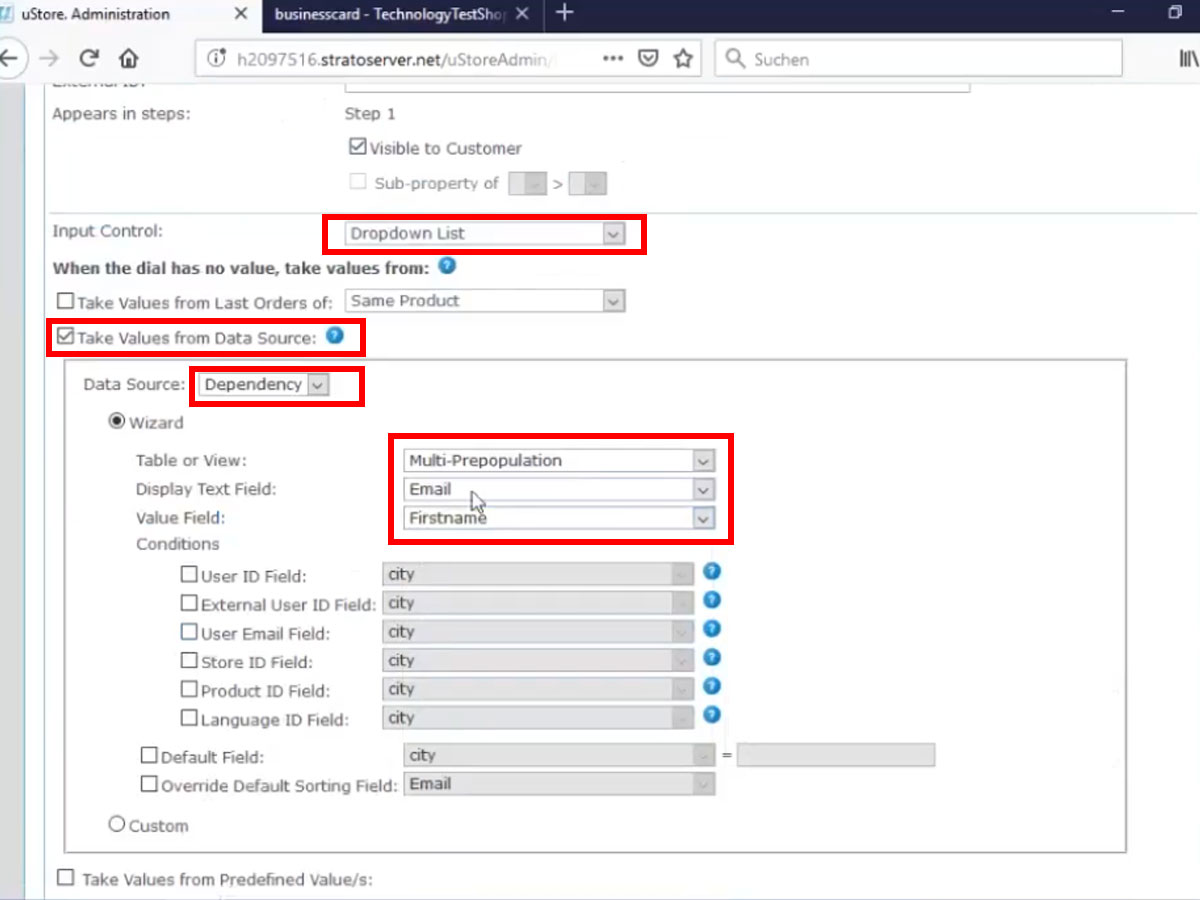 uStore. Administration
businesscard - TechnologyTestShop
h2097516.stratoserver.net/uStoreAdmin/
Suchen
External ID:
Appears in steps: Step 1
Visible to Customer
Sub-property of >
Input Control: Dropdown List
When the dial has no value, take values from: ?
Take Values from Last Orders of: Same Product
Take Values from Data Source: ?
Data Source: Dependency
Wizard
Table or View: Multi-Prepopulation
Display Text Field: Email
Value Field: Firstname
Conditions
User ID Field: city ?
External User ID Field: city ?
User Email Field: city ?
Store ID Field: city ?
Product ID Field: city ?
Language ID Field: city ?
Default Field: city =
Override Default Sorting Field: Email
Custom
Take Values from Predefined Value/s: